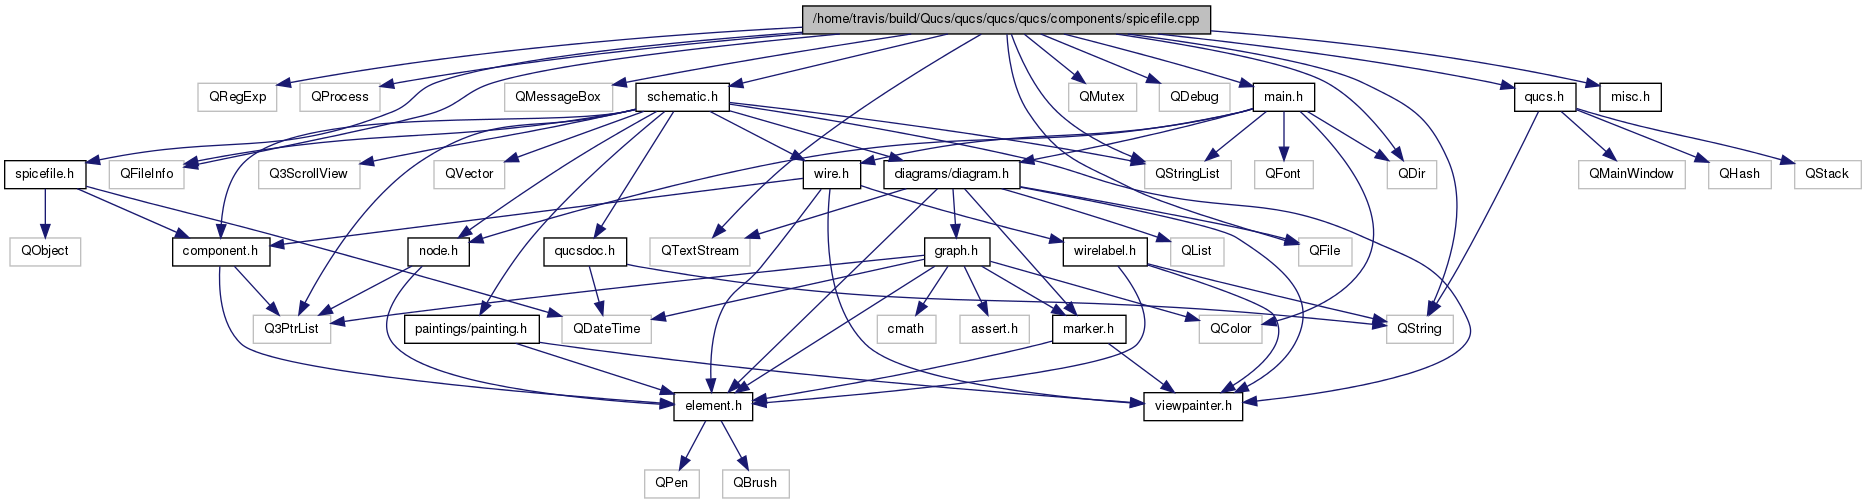 /home/travis/build/Qucs/qucs/qucs/qucs/components/spicefile.cpp
QRegExp
QProcess
QMessageBox
schematic.h
QMutex
QDebug
main.h
qucs.h
misc.h
spicefile.h
QFileInfo
Q3ScrollView
QVector
wire.h
diagrams/diagram.h
QStringList
QFont
QDir
QMainWindow
QHash
QStack
QObject
component.h
node.h
qucsdoc.h
QTextStream
graph.h
wirelabel.h
QList
QFile
Q3PtrList
paintings/painting.h
QDateTime
cmath
assert.h
marker.h
QColor
QString
element.h
viewpainter.h
QPen
QBrush